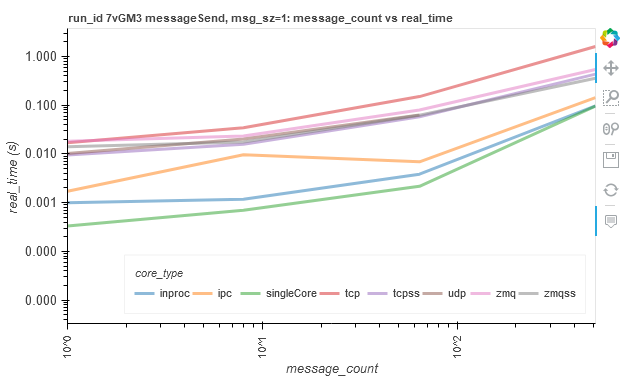 run_id 7vGM3 messageSend, msg_sz=1: message_count vs real_time
real_time (s)
1.000
0.100
0.010
0.001
0.000
0.000
core_type
inproc ipc singleCore tcp tcpss udp zmq zmqss
10^0 10^1 10^2
message_count